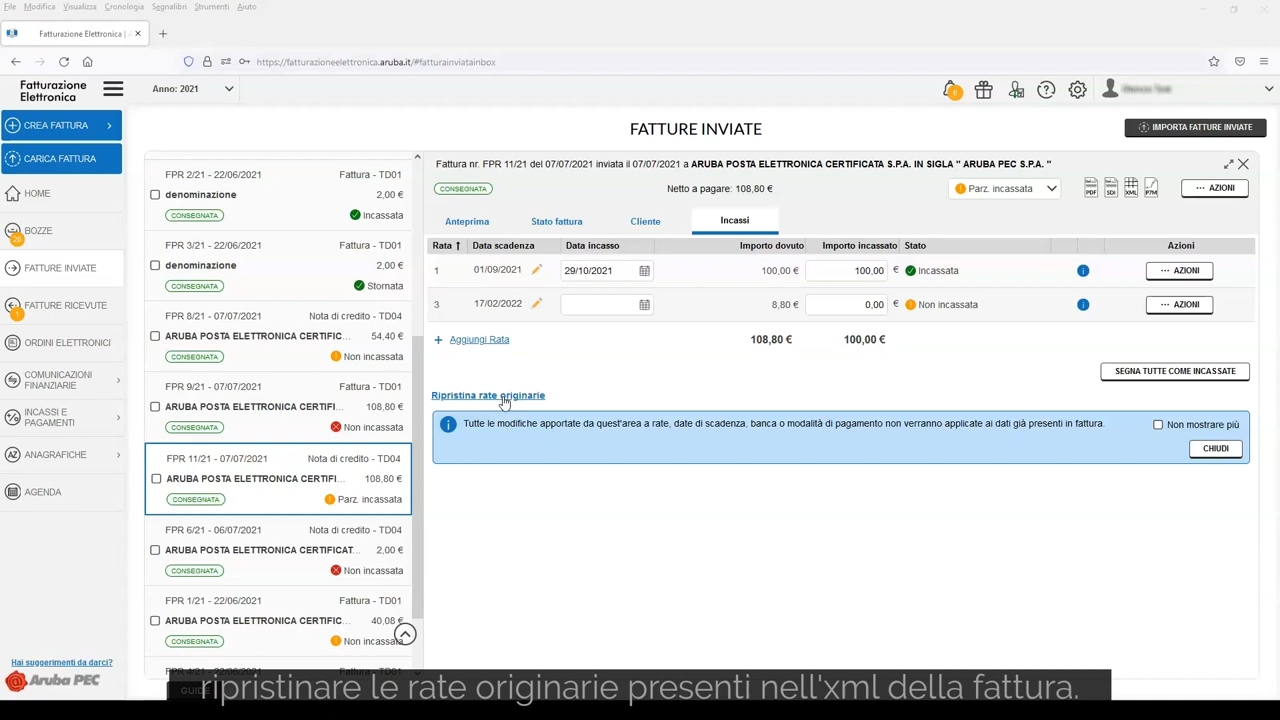 File Modifica Visualizza Cronologia Segnalibri Strumenti Aiuto
Fatturazione Elettronica |
https://fatturazioneelettronica.aruba.it/#fatturainviatainbox
Fatturazione
Elettronica
Anno: 2021
6
CREA FATTURA
CARICA FATTURA
HOME
BOZZE
26
FATTURE INVIATE
FATTURE RICEVUTE
1
ORDINI ELETTRONICI
COMUNICAZIONI
FINANZIARIE
INCASSI E
PAGAMENTI
ANAGRAFICHE
AGENDA
Hai suggerimenti da darci?
Aruba PEC
FATTURE INVIATE
IMPORTA FATTURE INVIATE
FPR 2/21 - 22/06/2021 Fattura - TD01
denominazione 2,00 €
CONSEGNATA Incassata
FPR 3/21 - 22/06/2021 Fattura - TD01
denominazione 2,00 €
CONSEGNATA Stornata
FPR 8/21 - 07/07/2021 Nota di credito - TD04
ARUBA POSTA ELETTRONICA CERTIFIC... 54,40 €
CONSEGNATA Non incassata
FPR 9/21 - 07/07/2021 Fattura - TD01
ARUBA POSTA ELETTRONICA CERTIFI... 108,80 €
CONSEGNATA Non incassata
FPR 11/21 - 07/07/2021 Nota di credito - TD04
ARUBA POSTA ELETTRONICA CERTIFI... 108,80 €
CONSEGNATA Parz. incassata
FPR 6/21 - 06/07/2021 Nota di credito - TD04
ARUBA POSTA ELETTRONICA CERTIFICAT... 2,00 €
CONSEGNATA Non incassata
FPR 1/21 - 22/06/2021 Fattura - TD01
ARUBA POSTA ELETTRONICA CERTIFIC... 40,08 €
CONSEGNATA Non incassata
Fattura nr. FPR 11/21 del 07/07/2021 inviata il 07/07/2021 a ARUBA POSTA ELETTRONICA CERTIFICATA S.P.A. IN SIGLA " ARUBA PEC S.P.A. "
CONSEGNATA Netto a pagare: 108,80 € Parz. incassata PDF SDI XML P7M ··· AZIONI
Anteprima Stato fattura Cliente Incassi
Rata Data scadenza Data incasso Importo dovuto Importo incassato Stato Azioni
1 01/09/2021 29/10/2021 100,00 € 100,00 € Incassata ··· AZIONI
3 17/02/2022 8,80 € 0,00 € Non incassata ··· AZIONI
+ Aggiungi Rata 108,80 € 100,00 €
SEGNA TUTTE COME INCASSATE
Ripristina rate originarie
Tutte le modifiche apportate da quest'area a rate, date di scadenza, banca o modalità di pagamento non verranno applicate ai dati già presenti in fattura. Non mostrare più
CHIUDI
ripristinare le rate originarie presenti nell'xml della fattura.